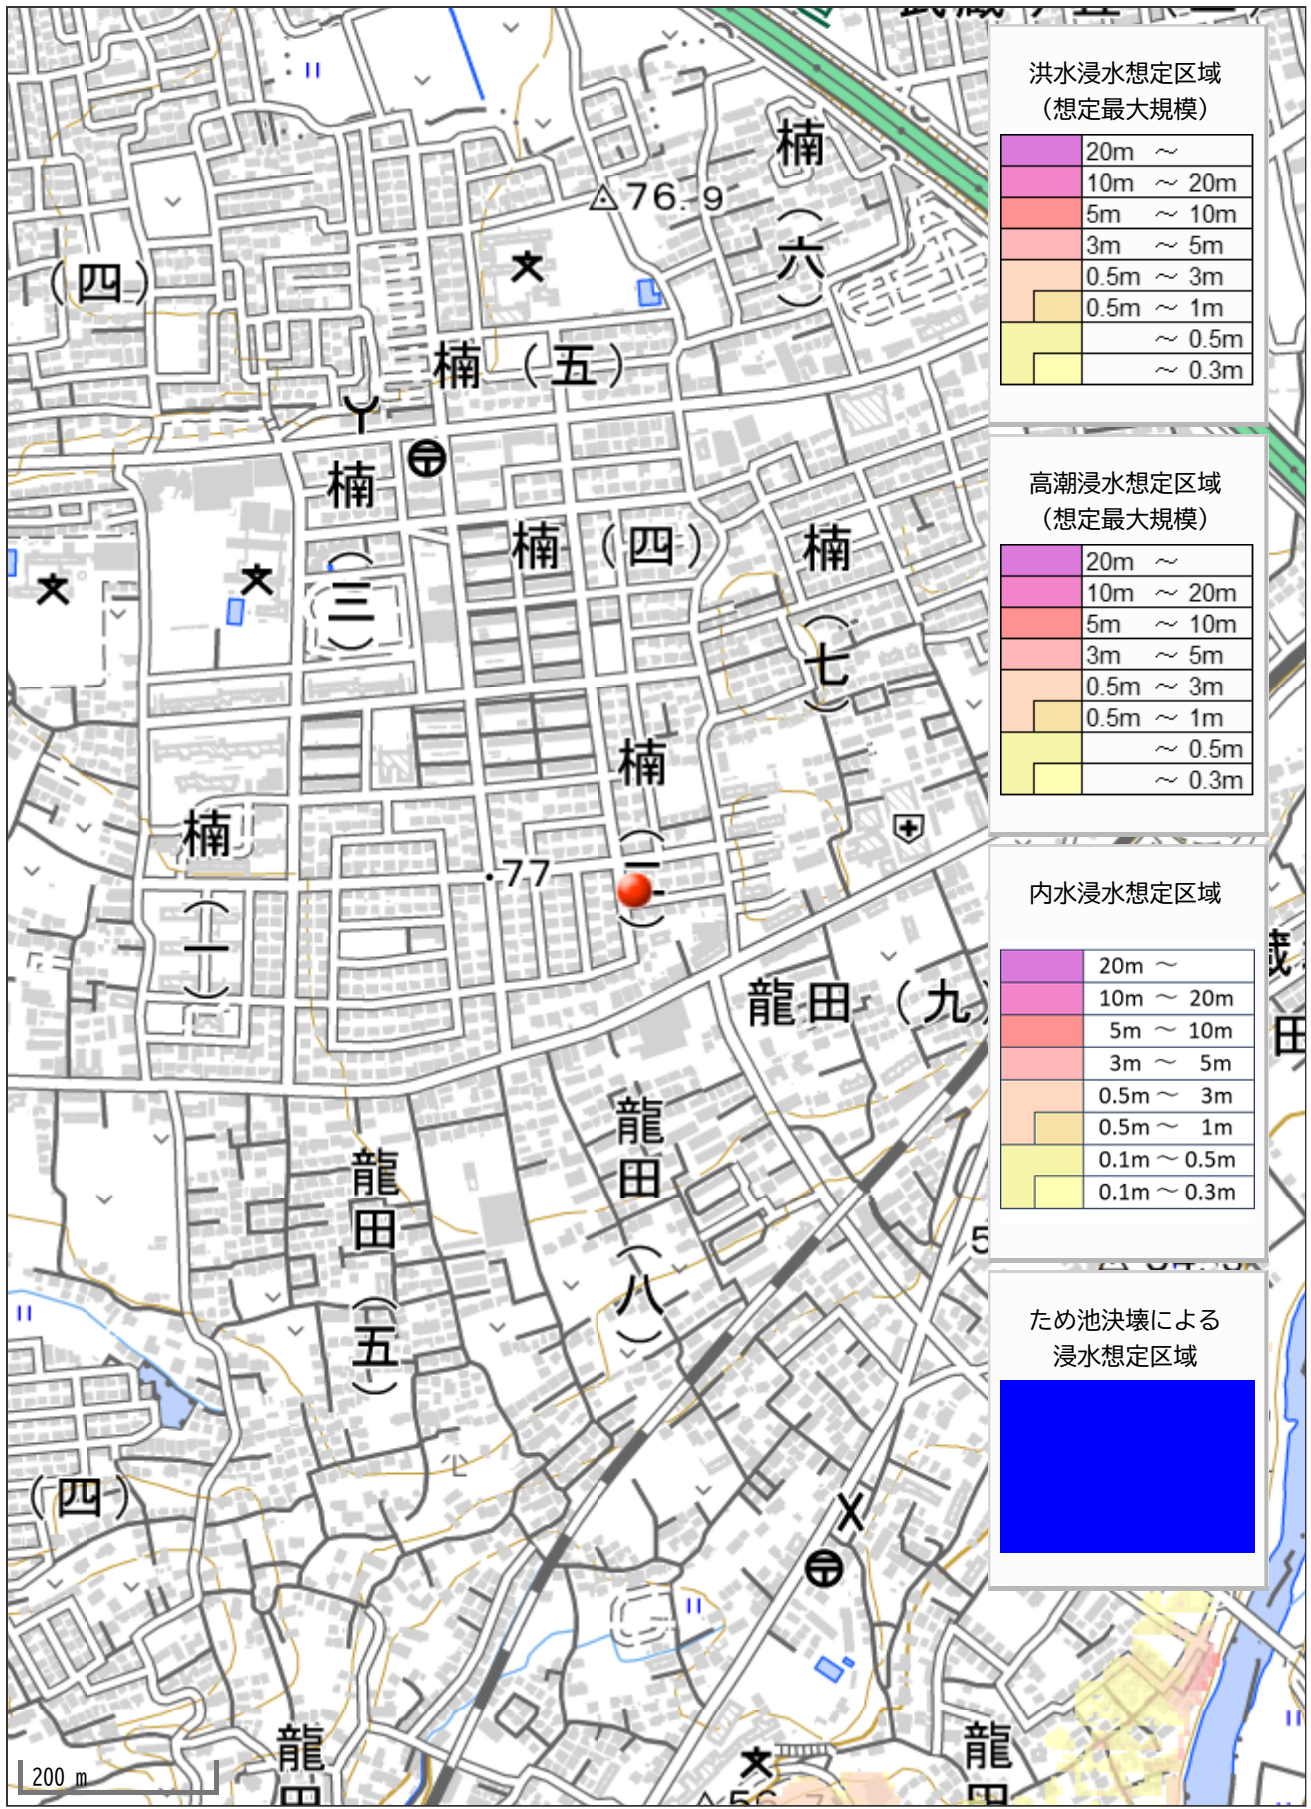 洪水浸水想定区域
（想定最大規模）
20m ～
10m ～ 20m
5m ～ 10m
3m ～ 5m
0.5m ～ 3m
0.5m ～ 1m
～ 0.5m
～ 0.3m
高潮浸水想定区域
（想定最大規模）
20m ～
10m ～ 20m
5m ～ 10m
3m ～ 5m
0.5m ～ 3m
0.5m ～ 1m
～ 0.5m
～ 0.3m
内水浸水想定区域
20m ～
10m ～ 20m
5m ～ 10m
3m ～ 5m
0.5m ～ 3m
0.5m ～ 1m
0.1m ～ 0.5m
0.1m ～ 0.3m
ため池決壊による
浸水想定区域
楠（六）
76.9
（四）
楠（五）
楠（三）
楠（四）
楠（七）
楠
楠（一）
77
龍田（九）
田
龍田（八）
龍田（五）
（四）
龍田
龍田
200 m